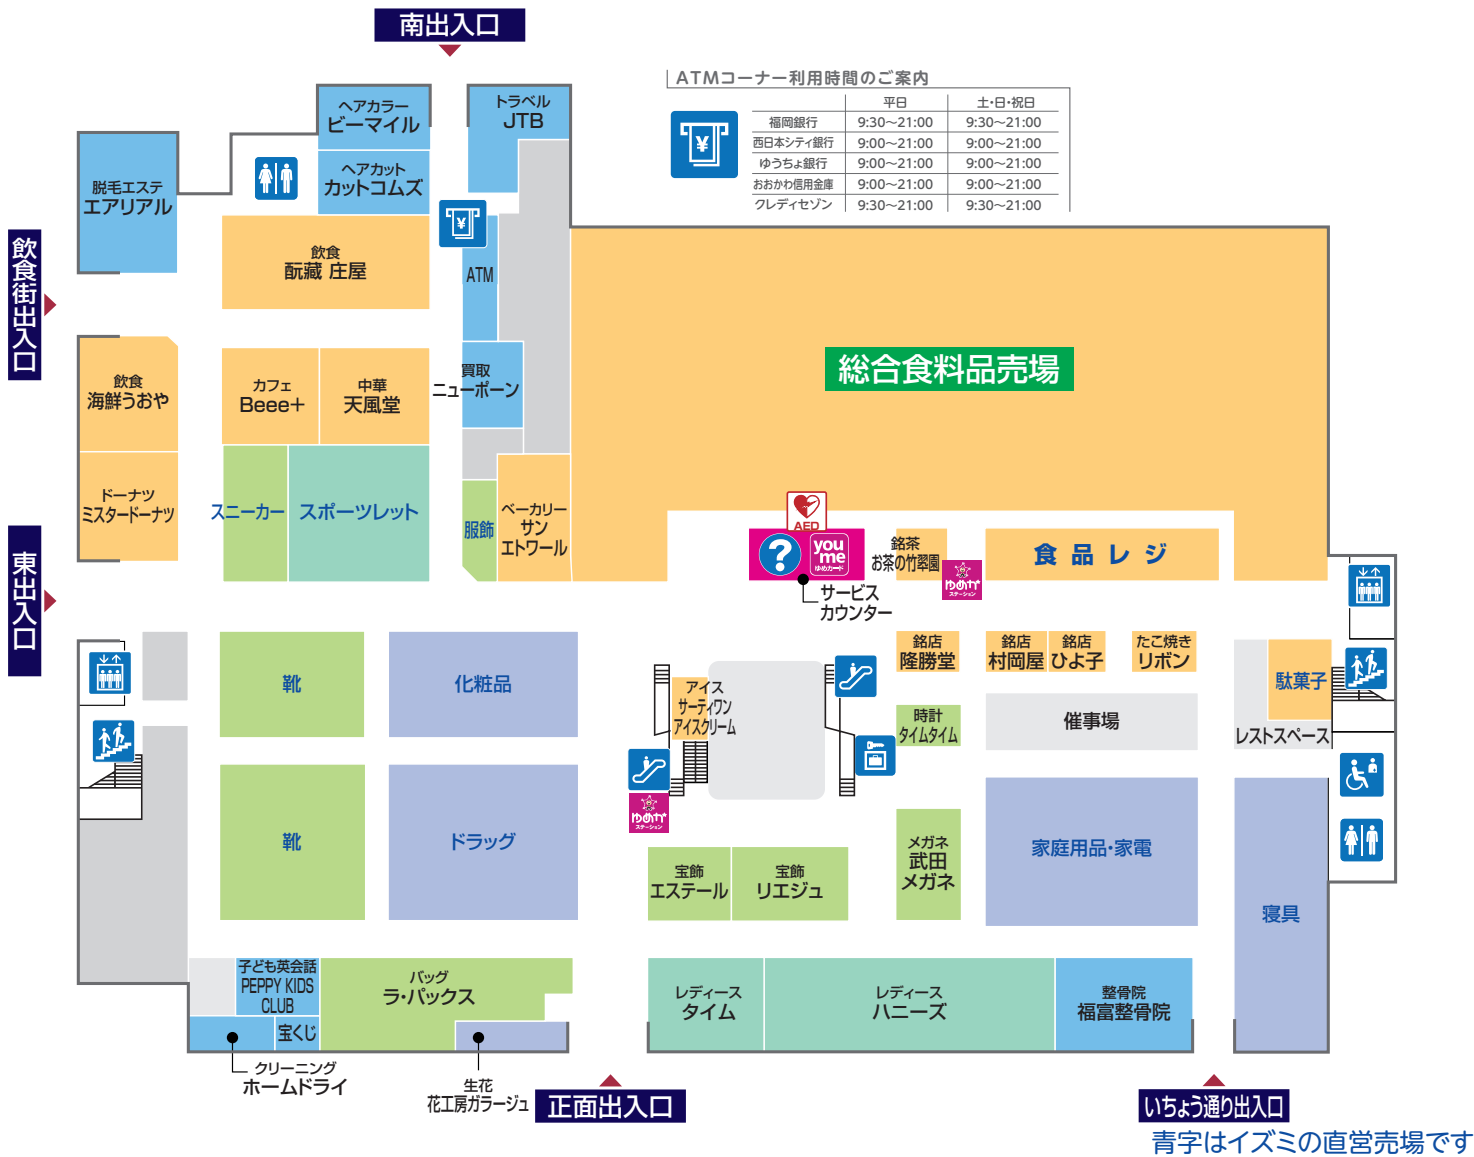 南出入口
ATMコーナー利用時間のご案内
平日 土・日・祝日
福岡銀行 9:30～21:00 9:30～21:00
西日本シティ銀行 9:00～21:00 9:00～21:00
ゆうちょ銀行 9:00～21:00 9:00～21:00
おおかわ信用金庫 9:00～21:00 9:00～21:00
クレディセゾン 9:30～21:00 9:30～21:00
¥
ヘアカラー
ビーマイル
トラベル
JTB
ヘアカット
カットコムズ
脱毛エステ
エアリアル
¥
ATM
飲食
酛蔵 庄屋
飲食街出入口
総合食料品売場
飲食
海鮮うおや
カフェ
Beee+
中華
天風堂
買取
ニューポーン
ドーナツ
ミスタードーナツ
スニーカー
スポーツレット
服飾
ベーカリー
サン
エトワール
AED
?
you
me
ゆめカード
サービス
カウンター
銘茶
お茶の竹翠園
ゆめか
ステーション
食品レジ
東出入口
靴
化粧品
アイス
サーティワン
アイスクリーム
銘店
隆勝堂
銘店
村岡屋
銘店
ひよ子
たこ焼き
リボン
駄菓子
レストスペース
時計
タイムタイム
催事場
ゆめか
ステーション
靴
ドラッグ
宝飾
エステール
宝飾
リエジュ
メガネ
武田
メガネ
家庭用品・家電
寝具
子ども英会話
PEPPY KIDS
CLUB
宝くじ
クリーニング
ホームドライ
バッグ
ラ・パックス
生花
花工房ガラージュ
レディース
タイム
レディース
ハニーズ
整骨院
福富整骨院
正面出入口
いちょう通り出入口
青字はイズミの直営売場です